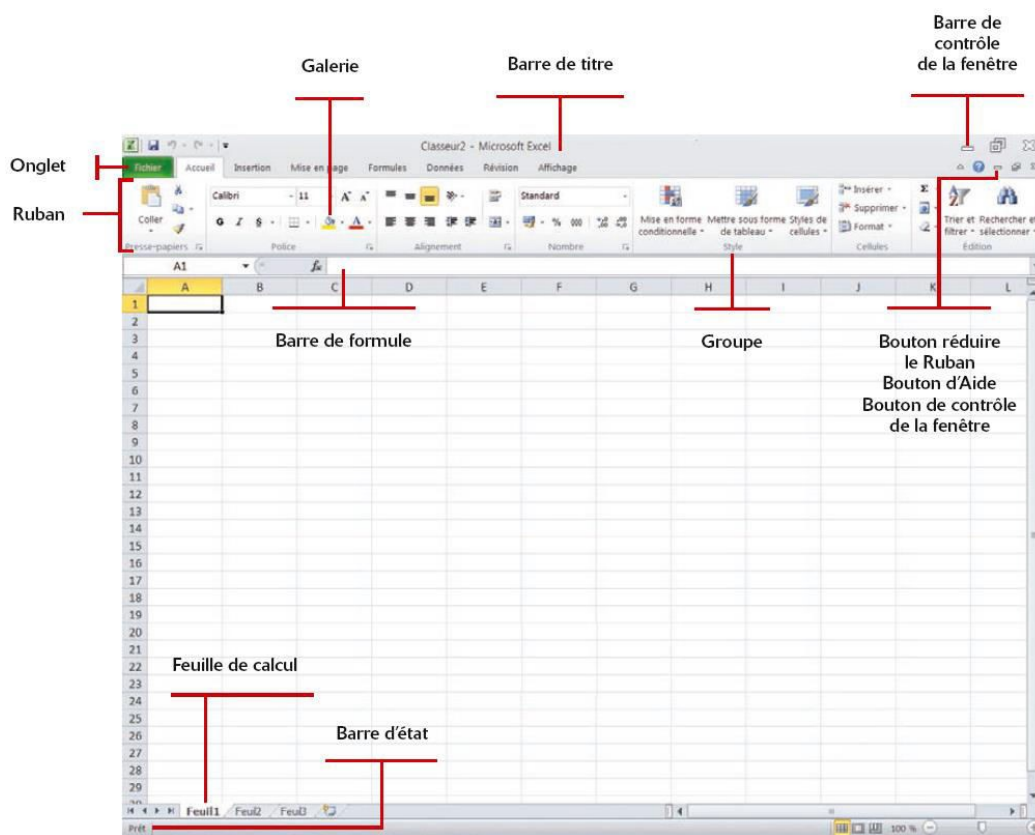 Barre de
contrôle
de la fenêtre
Galerie
Barre de titre
Classeur2 - Microsoft Excel
Onglet
Fichier Accueil Insertion Mise en page Formules Données Révision Affichage
Ruban
Coller
Calibri 11
G I S
Standard
% 000
Mise en forme conditionnelle
Mettre sous forme de tableau
Styles de cellules
Insérer
Supprimer
Format
Σ
Trier et filtrer
Rechercher et sélectionner
Presse-papiers Police Alignement Nombre Style Cellules Édition
A1 fx
A B C D E F G H I J K L
1
2
3
Barre de formule
Groupe
Bouton réduire
le Ruban
Bouton d'Aide
Bouton de contrôle
de la fenêtre
4
5
6
7
8
9
10
11
12
13
14
15
16
17
18
19
20
21
22
Feuille de calcul
23
24
25
26
Barre d'état
27
28
29
Feuil1 Feuil2 Feuil3
Prêt 100 %